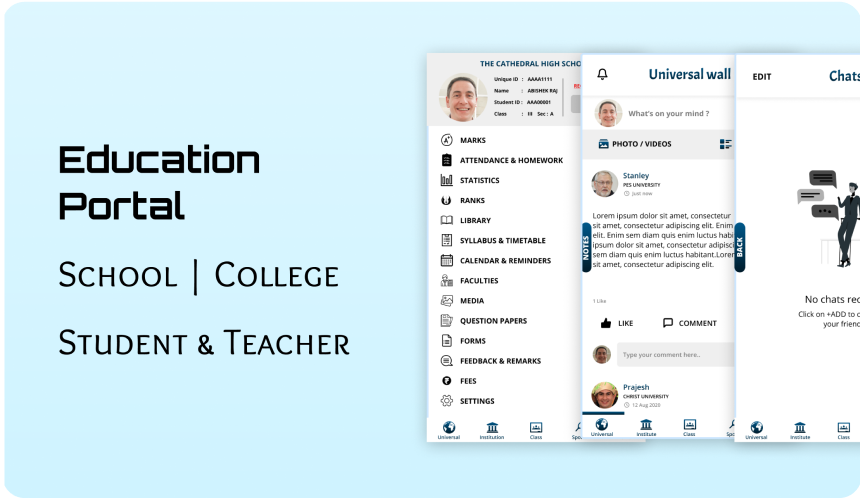 Education
Portal
School | College
Student & Teacher
THE CATHEDRAL HIGH SCHO
Unique ID : AAAA1111
Name : ABISHEK RAJ
Student ID : AAA00001
Class : III Sec : A
MARKS
ATTENDANCE & HOMEWORK
STATISTICS
RANKS
LIBRARY
SYLLABUS & TIMETABLE
CALENDAR & REMINDERS
FACULTIES
MEDIA
QUESTION PAPERS
FORMS
FEEDBACK & REMARKS
FEES
SETTINGS
Universal
Institution
Class
Spo
Universal wall
What's on your mind ?
PHOTO / VIDEOS
Stanley
PES UNIVERSITY
Just now
Lorem ipsum dolor sit amet, consectetur
sit amet, consectetur adipiscing elit. Enim
elit. Enim sem diam quis enim luctus habi
ipsum dolor sit amet, consectetur adipisci
sem diam quis enim luctus habitant.Lorer
sit amet, consectetur adipiscing elit.
NOTES
1 Like
LIKE
COMMENT
Type your comment here..
Prajesh
CHRIST UNIVERSITY
12 Aug 2020
Universal
Institute
Class
Spo
EDIT
Chats
BACK
No chats rec
Click on +ADD to c
your friend
Universal
Institute
Class